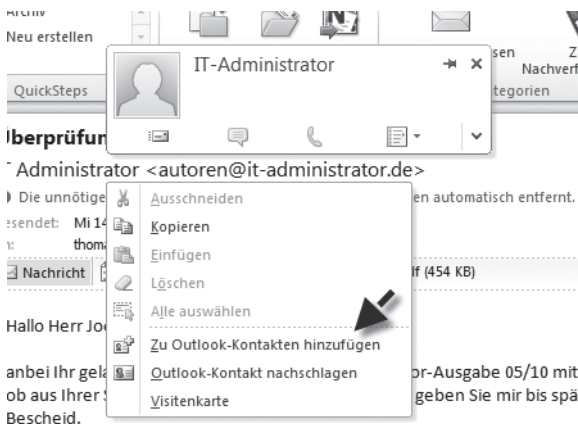 Archiv
Neu erstellen
QuickSteps
IT-Administrator
Nachverf
tegorien
Überprüfun
Administrator <autoren@it-administrator.de>
Die unnötige
en automatisch entfernt.
esendet: Mi 14
thoma
Nachricht
lf (454 KB)
Ausschneiden
Kopieren
Einfügen
Löschen
Alle auswählen
Zu Outlook-Kontakten hinzufügen
Outlook-Kontakt nachschlagen
Visitenkarte
Hallo Herr Joo
anbei Ihr gela
or-Ausgabe 05/10 mit
ob aus Ihrer
geben Sie mir bis spä
Bescheid.